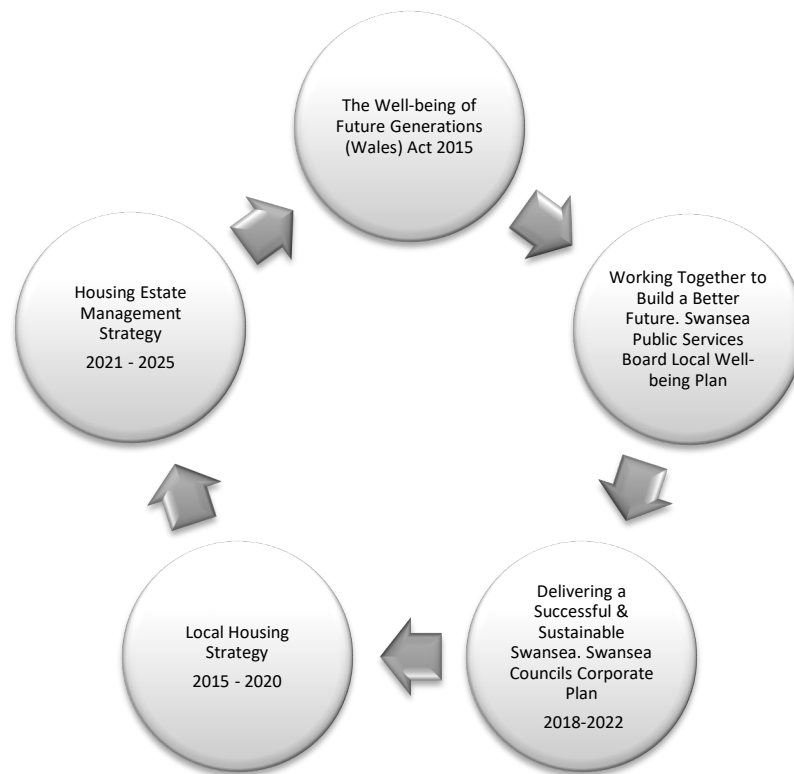 The Well-being of
Future Generations
(Wales) Act 2015
Working Together to
Build a Better
Future. Swansea
Public Services
Board Local Well-
being Plan
Delivering a
Successful &
Sustainable
Swansea. Swansea
Councils Corporate
Plan
2018-2022
Local Housing
Strategy
2015 - 2020
Housing Estate
Management
Strategy
2021 - 2025